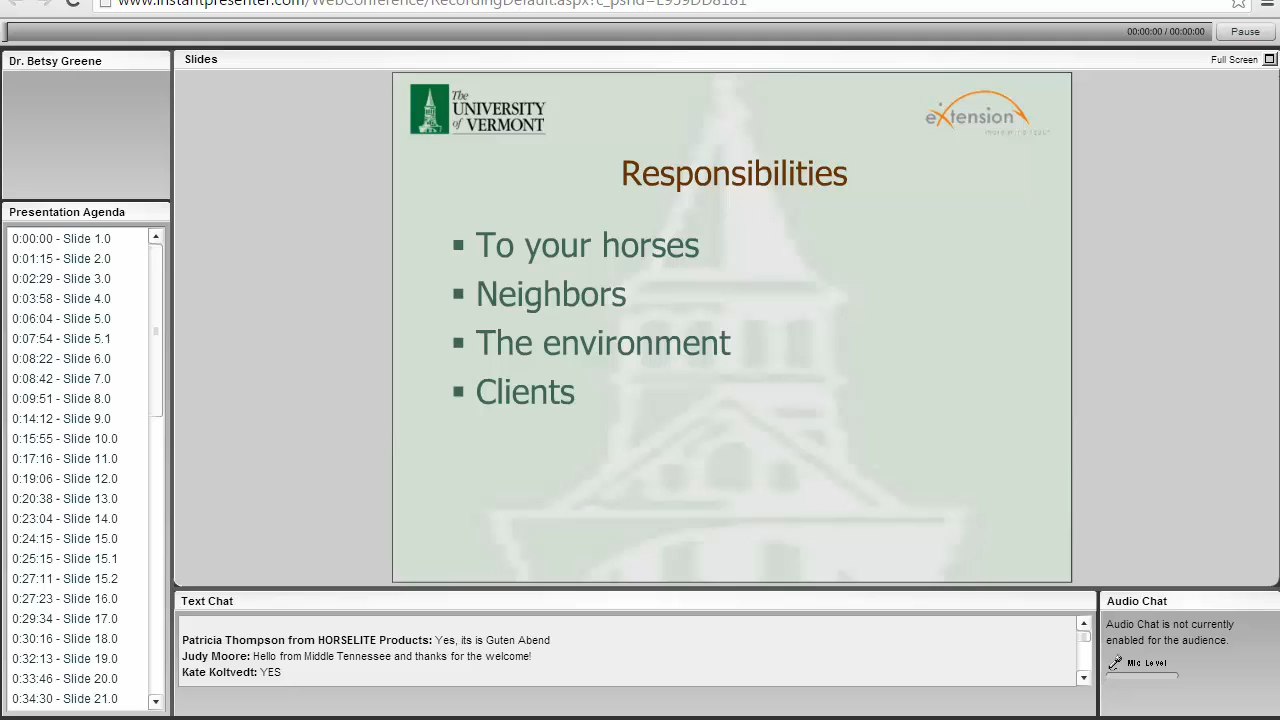 www.instantpresenter.com/WebConference/RecordingDefault.aspx?c_psrid=E959DD8181
00:00:00 / 00:00:00
Pause
Dr. Betsy Greene
Slides
Full Screen
The
UNIVERSITY
of VERMONT
eXtension
Responsibilities
▪ To your horses
▪ Neighbors
▪ The environment
▪ Clients
Presentation Agenda
0:00:00 - Slide 1.0
0:01:15 - Slide 2.0
0:02:29 - Slide 3.0
0:03:58 - Slide 4.0
0:06:04 - Slide 5.0
0:07:54 - Slide 5.1
0:08:22 - Slide 6.0
0:08:42 - Slide 7.0
0:09:51 - Slide 8.0
0:14:12 - Slide 9.0
0:15:55 - Slide 10.0
0:17:16 - Slide 11.0
0:19:06 - Slide 12.0
0:20:38 - Slide 13.0
0:23:04 - Slide 14.0
0:24:15 - Slide 15.0
0:25:15 - Slide 15.1
0:27:11 - Slide 15.2
0:27:23 - Slide 16.0
0:29:34 - Slide 17.0
0:30:16 - Slide 18.0
0:32:13 - Slide 19.0
0:33:46 - Slide 20.0
0:34:30 - Slide 21.0
Text Chat
Patricia Thompson from HORSELITE Products: Yes, its is Guten Abend
Judy Moore: Hello from Middle Tennessee and thanks for the welcome!
Kate Koltvedt: YES
Audio Chat
Audio Chat is not currently
enabled for the audience.
Mic Level